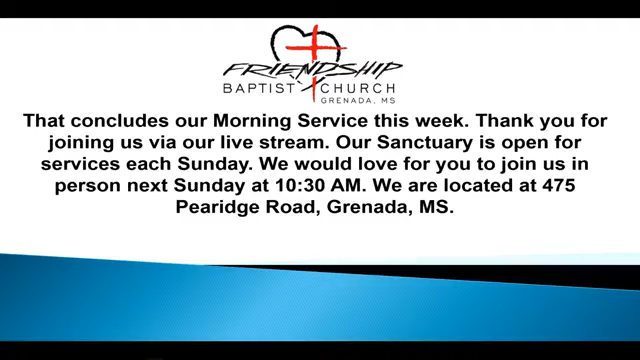 FRIENDSHIP
BAPTIST CHURCH
GRENADA, MS
That concludes our Morning Service this week. Thank you for
joining us via our live stream. Our Sanctuary is open for
services each Sunday. We would love for you to join us in
person next Sunday at 10:30 AM. We are located at 475
Pearidge Road, Grenada, MS.